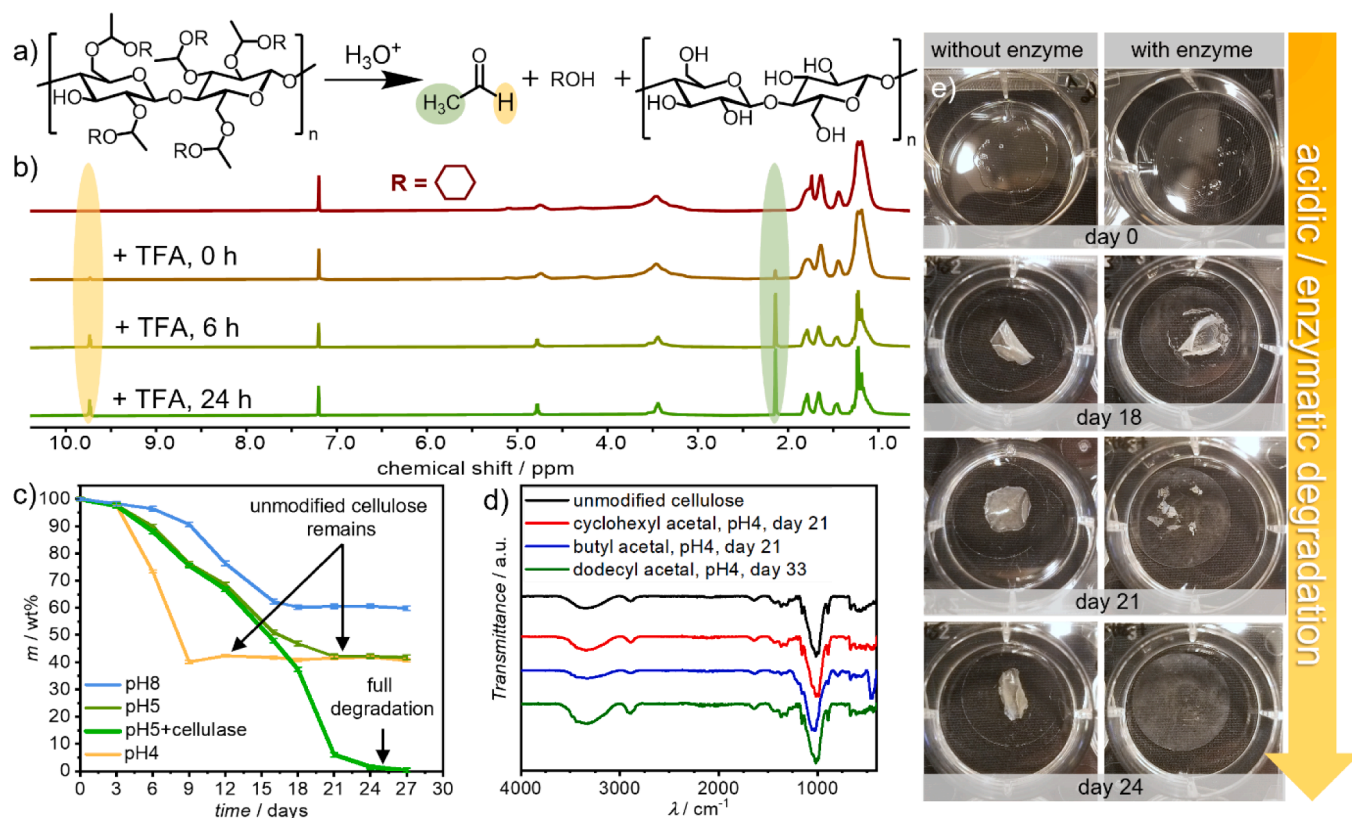 a)
O R
O
O
R
R
O
O
O
O
HO
O
O
O
O
RO
O
O
OR
n
H₃O⁺
O
H₃C
H
+ ROH +
HO
HO
OH
O
HO
O
O
OH
O
OH
n
b)
R =
+ TFA, 0 h
+ TFA, 6 h
+ TFA, 24 h
10.0 9.0 8.0 7.0 6.0 5.0 4.0 3.0 2.0 1.0
chemical shift / ppm
c)
m / wt%
100
90
80
70
60
50
40
30
20
10
0
unmodified cellulose
remains
full
degradation
pH8
pH5
pH5+cellulase
pH4
0 3 6 9 12 15 18 21 24 27 30
time / days
d)
unmodified cellulose
cyclohexyl acetal, pH4, day 21
butyl acetal, pH4, day 21
dodecyl acetal, pH4, day 33
Transmittance / a.u.
4000 3000 2000 1000
λ / cm⁻¹
without enzyme with enzyme
e)
day 0
day 18
day 21
day 24
acidic / enzymatic degradation